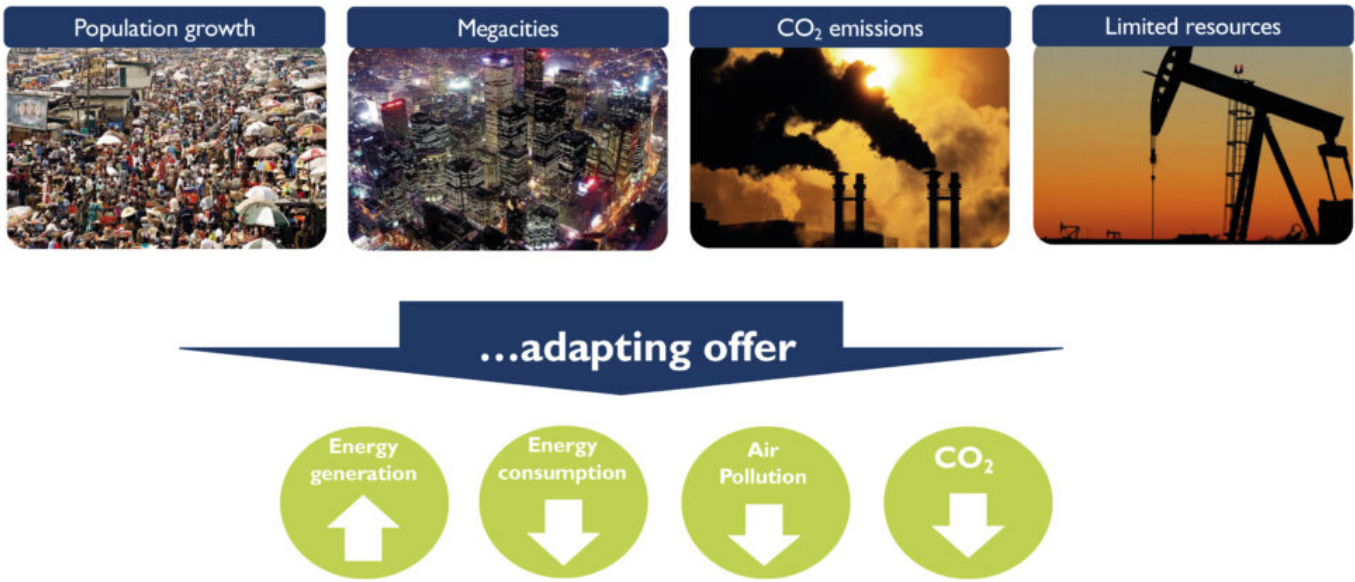 Population growth
Megacities
CO₂ emissions
Limited resources
...adapting offer
Energy
generation
Energy
consumption
Air
Pollution
CO₂